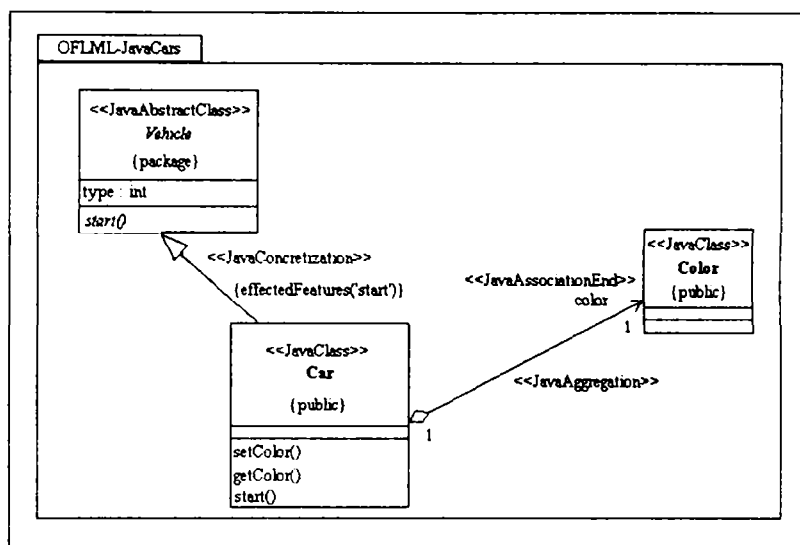 OFLML-JavaCars
<<JavaAbstractClass>>
Vehicle
{package}
type : int
start()
<<JavaConcretization>>
{effectedFeatures('start')}
<<JavaClass>>
Color
{public}
<<JavaAssociationEnd>>
color
1
<<JavaAggregation>>
<<JavaClass>>
Car
{public}
1
setColor()
getColor()
start()